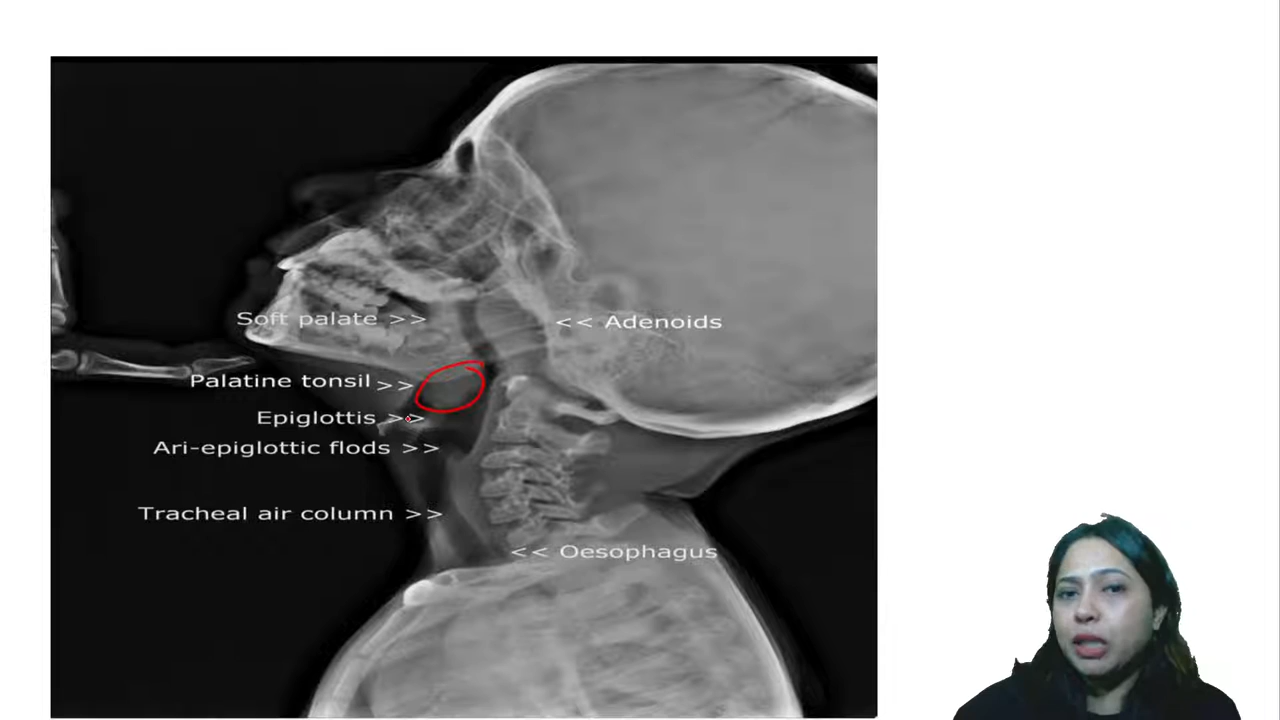 Soft palate >>
<< Adenoids
Palatine tonsil >>
Epiglottis >>
Ari-epiglottic flods >>
Tracheal air column >>
<< Oesophagus